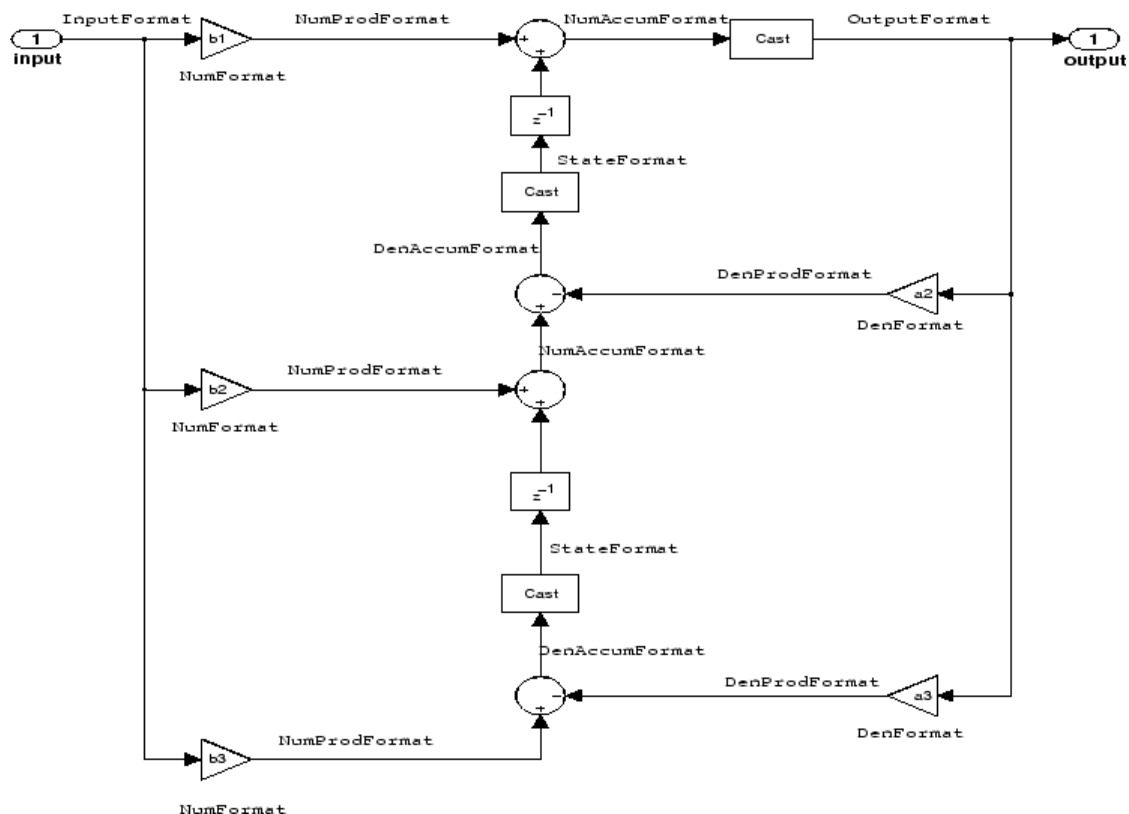 InputFormat
NumProdFormat
NumAccumFormat
OutputFormat
1
b1
+
+
Cast
1
input
output
NumFormat
z⁻¹
StateFormat
Cast
DenAccumFormat
DenProdFormat
−
+
a2
DenFormat
NumAccumFormat
NumProdFormat
b2
+
+
NumFormat
z⁻¹
StateFormat
Cast
DenAccumFormat
DenProdFormat
−
+
a3
DenFormat
NumProdFormat
b3
NumFormat